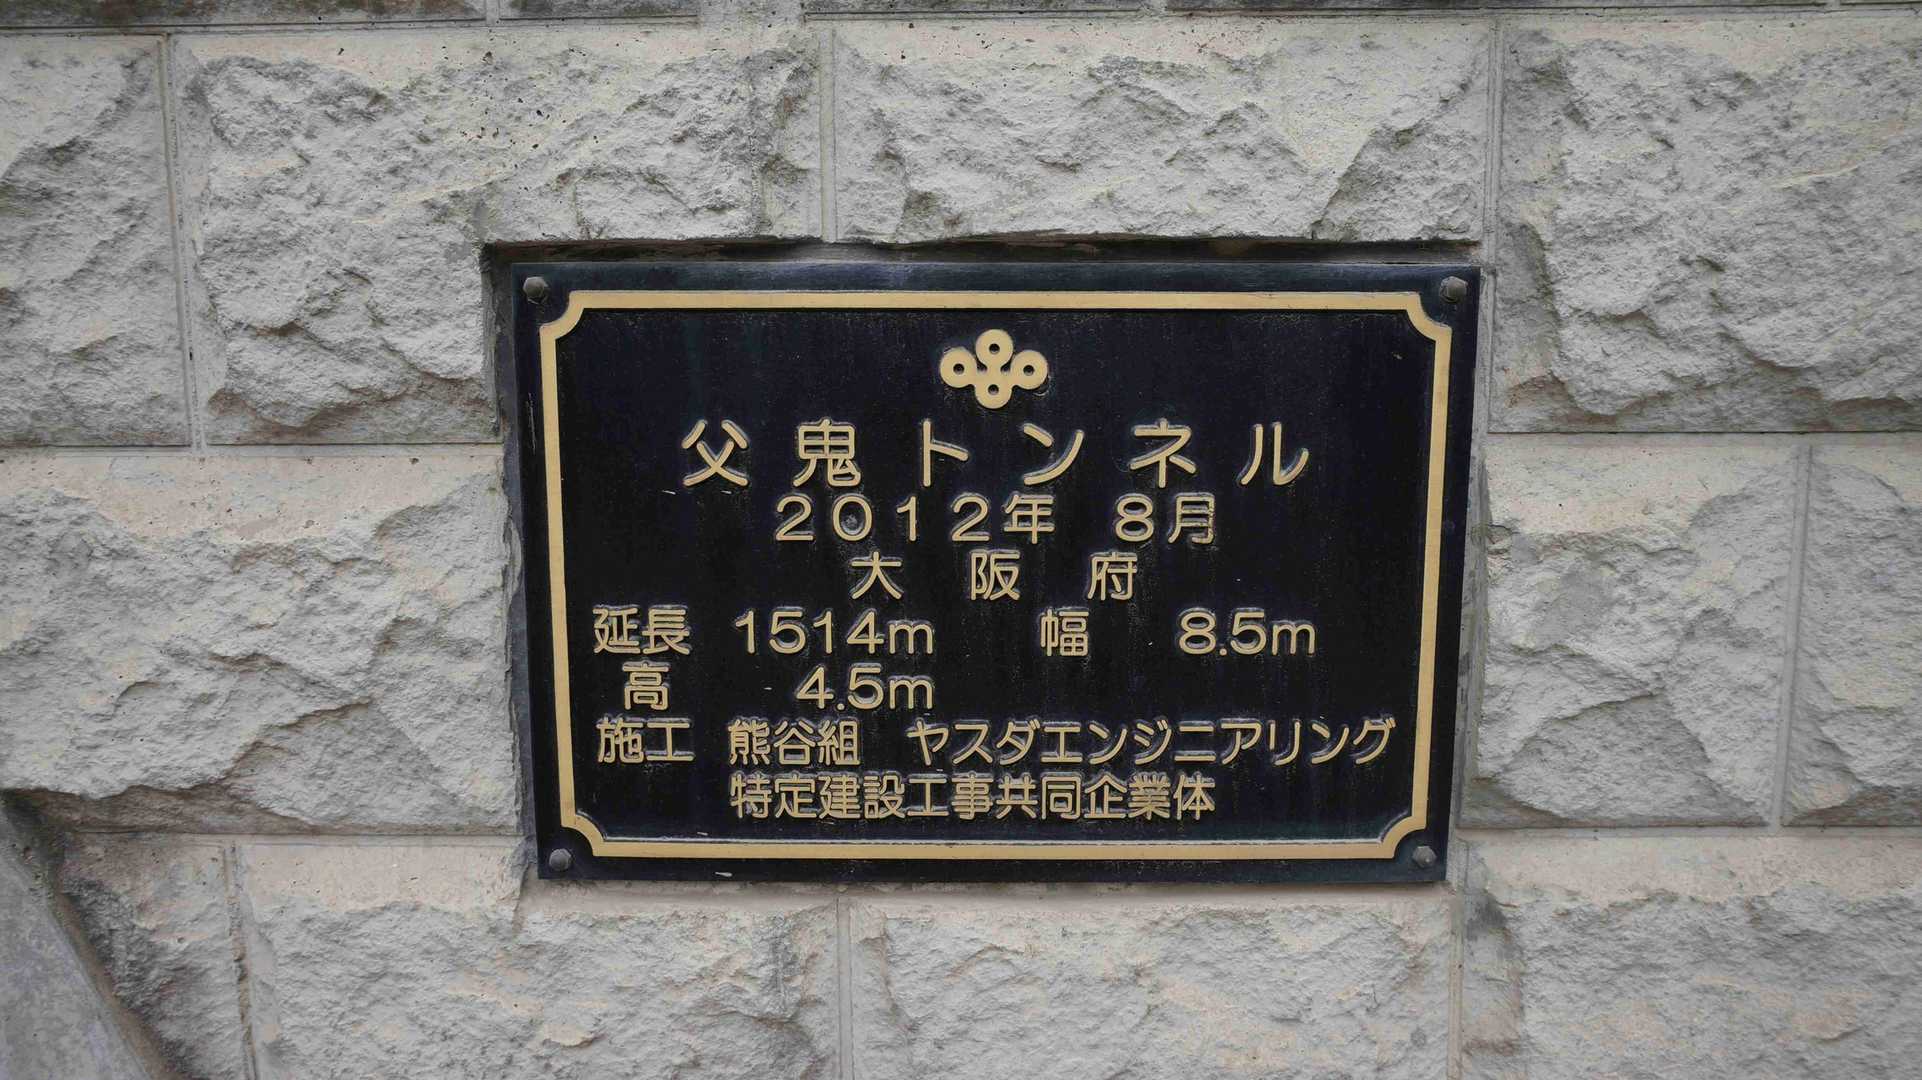 父鬼トンネル
2012年 8月
大阪府
延長 1514m 幅 8.5m
高 4.5m
施工 熊谷組 ヤスダエンジニアリング
特定建設工事共同企業体